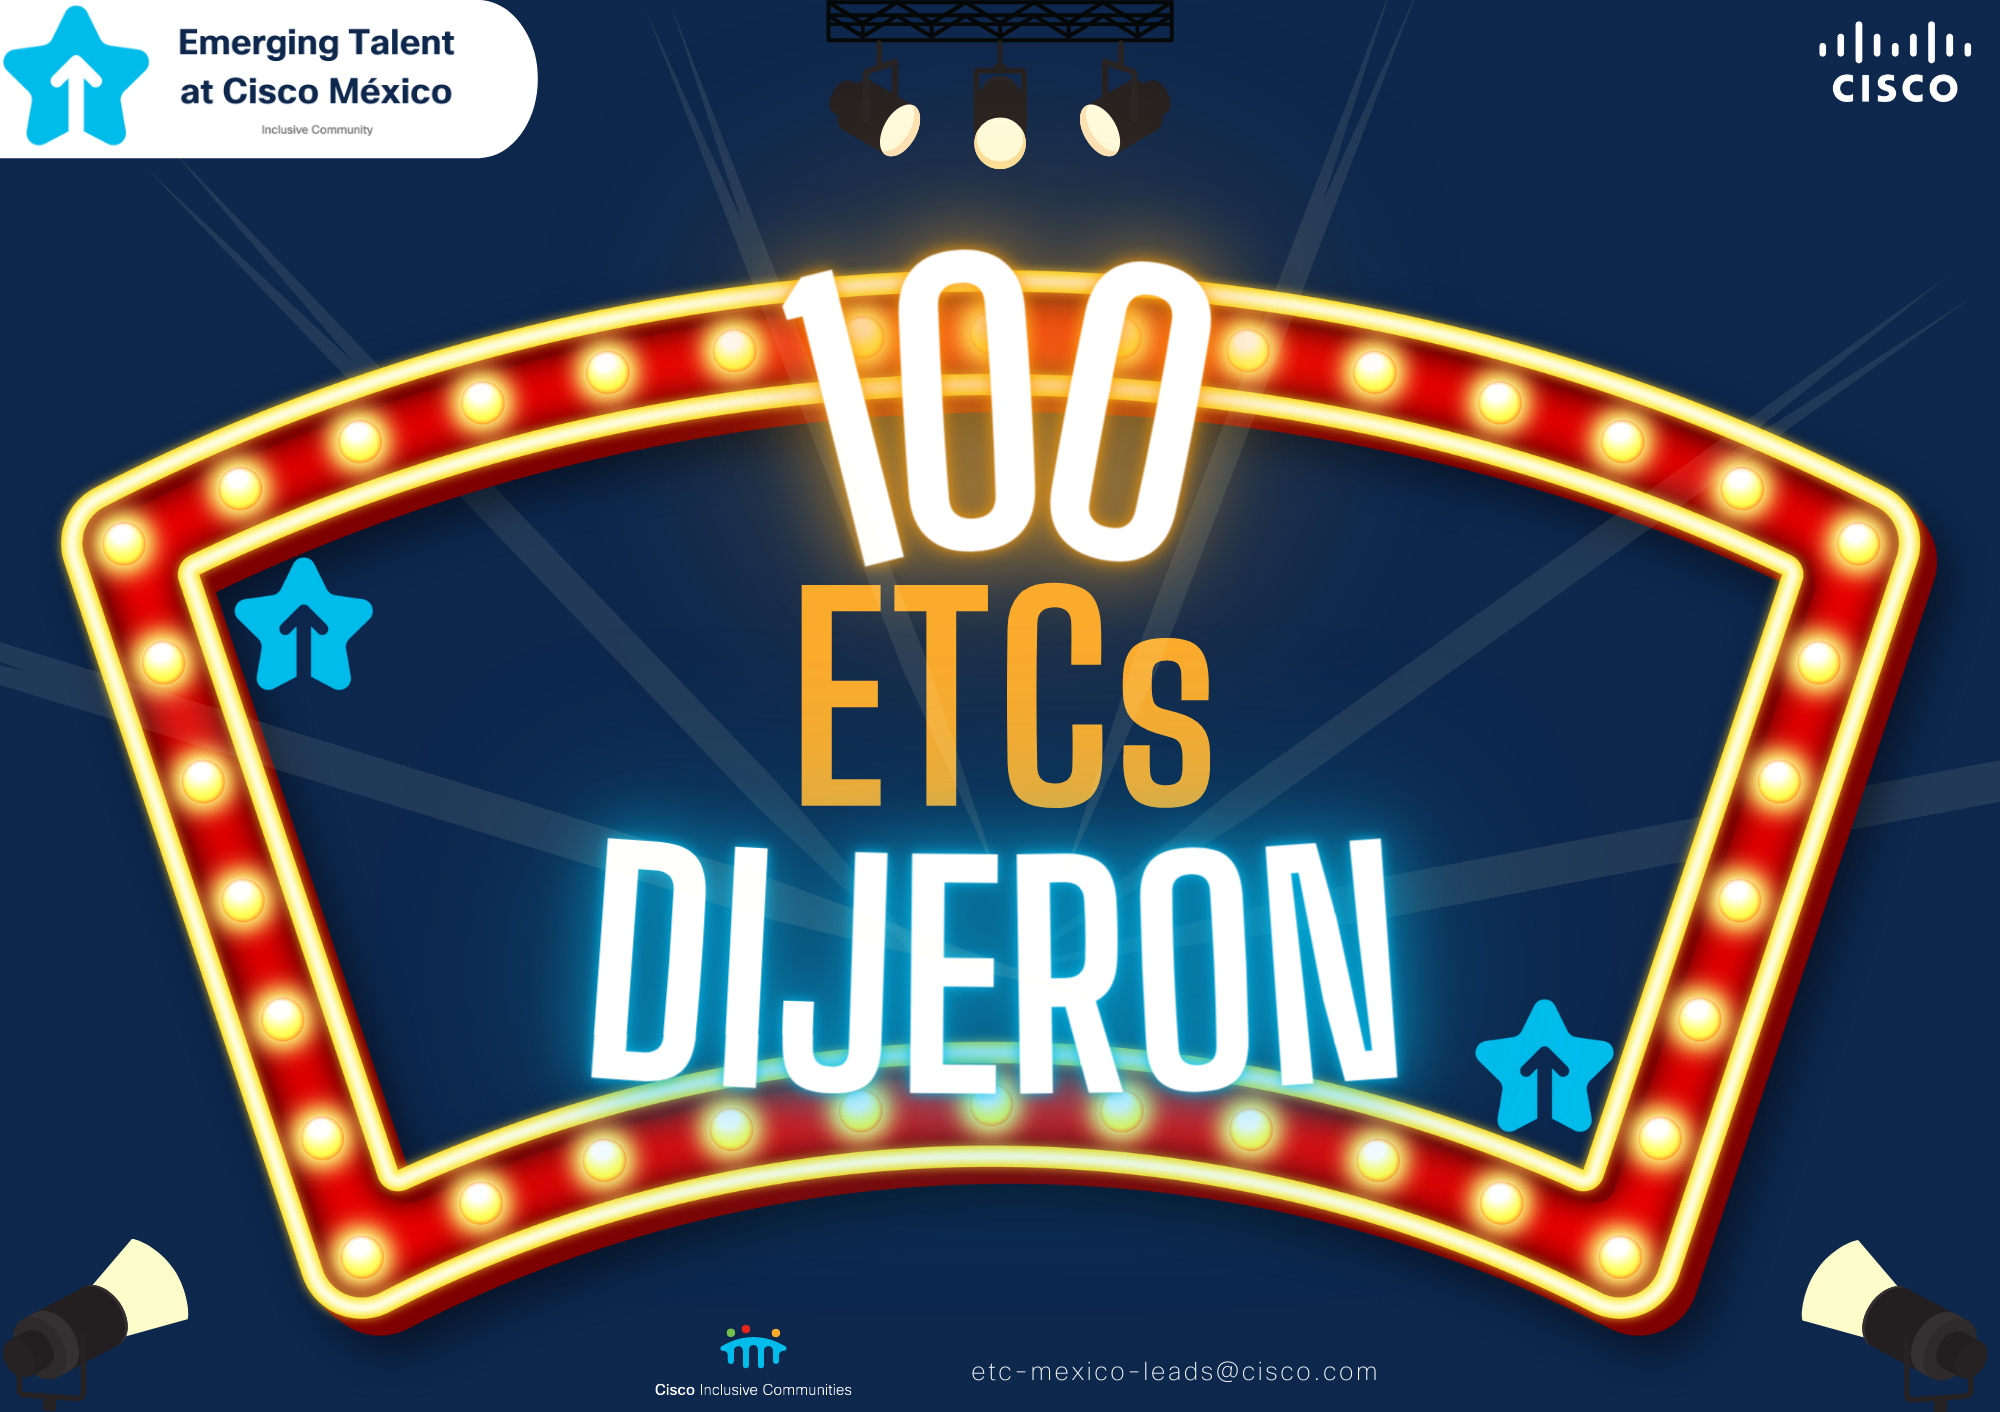 Emerging Talent
at Cisco México
Inclusive Community
CISCO
100
ETCs
DIJERON
Cisco Inclusive Communities
etc-mexico-leads@cisco.com